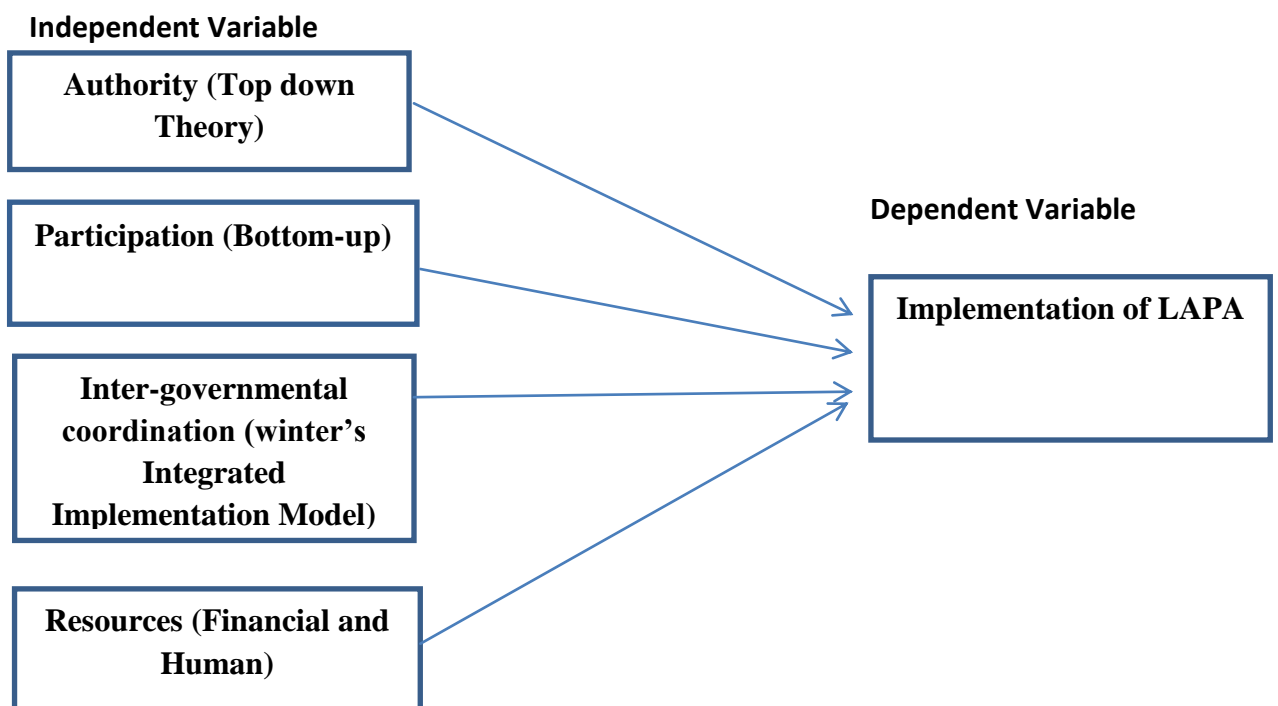 Independent Variable
Authority (Top down
Theory)
Participation (Bottom-up)
Inter-governmental
coordination (winter’s
Integrated
Implementation Model)
Resources (Financial and
Human)
Dependent Variable
Implementation of LAPA